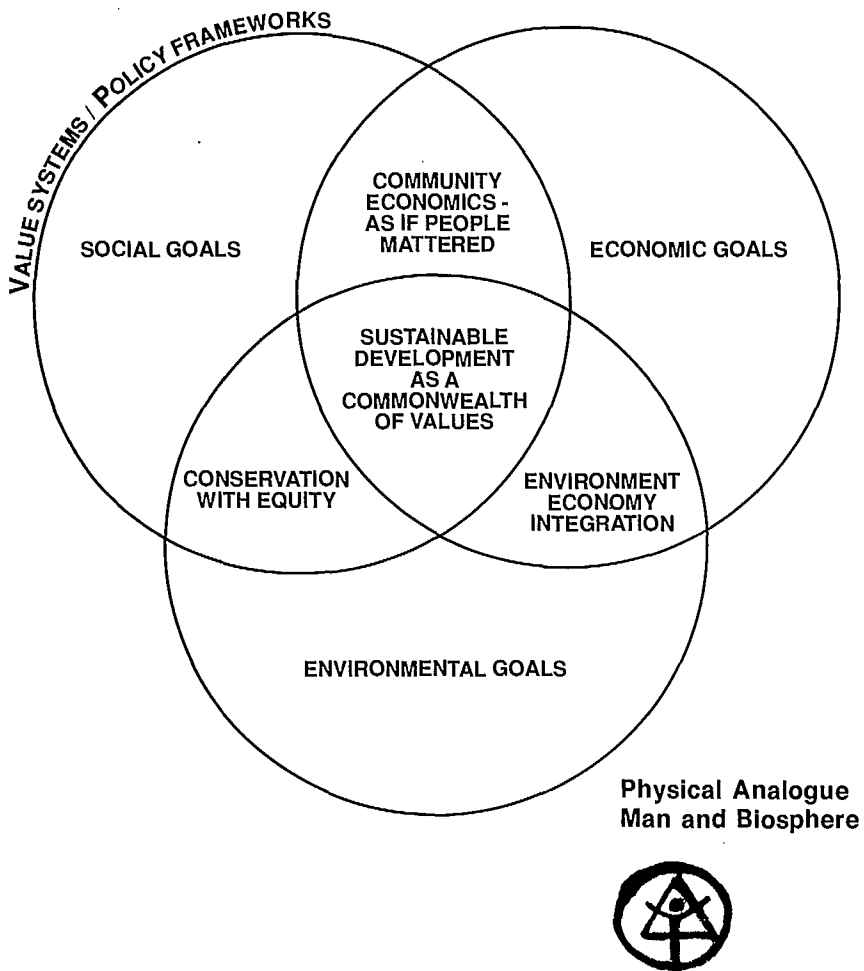 VALUE SYSTEMS / POLICY FRAMEWORKS
COMMUNITY
ECONOMICS -
AS IF PEOPLE
MATTERED
SOCIAL GOALS
ECONOMIC GOALS
SUSTAINABLE
DEVELOPMENT
AS A
COMMONWEALTH
OF VALUES
CONSERVATION
WITH EQUITY
ENVIRONMENT
ECONOMY
INTEGRATION
ENVIRONMENTAL GOALS
Physical Analogue
Man and Biosphere